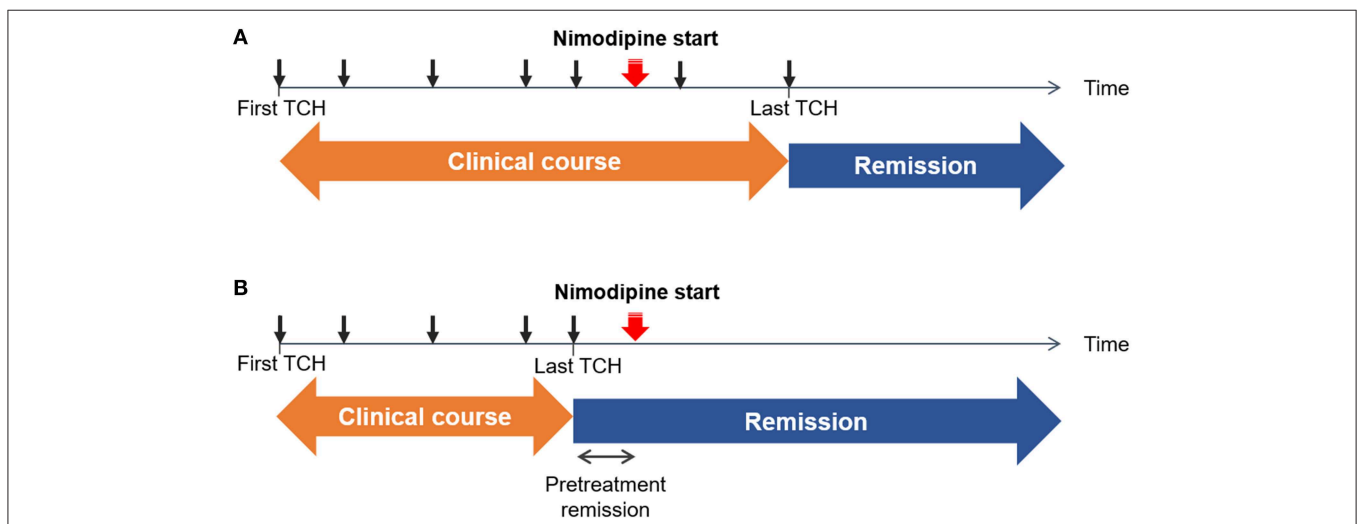 A
Nimodipine start
Time
First TCH
Last TCH
Clinical course
Remission
B
Nimodipine start
Time
First TCH
Last TCH
Clinical course
Remission
Pretreatment
remission